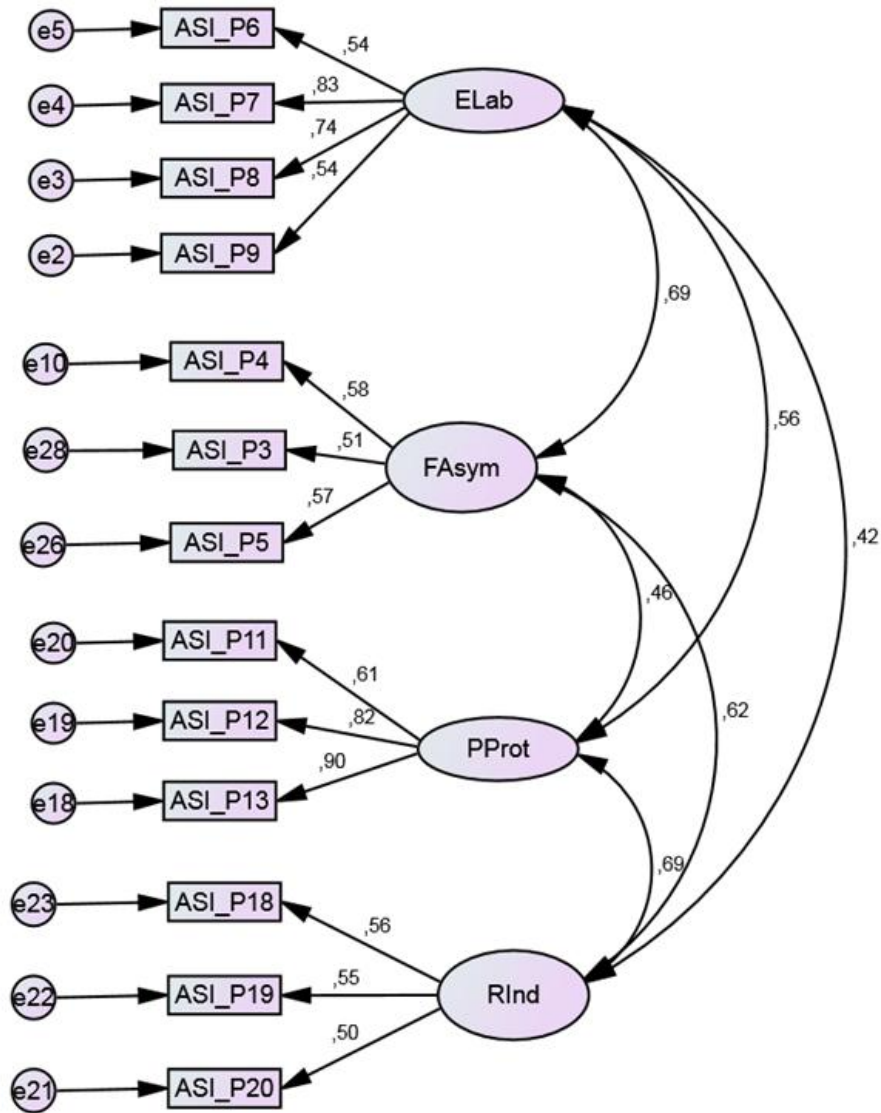 e5 ASI_P6 ,54
e4 ASI_P7 ,83 ELab
e3 ASI_P8 ,74
,54
e2 ASI_P9
,69
e10 ASI_P4 ,58
,56
e28 ASI_P3 ,51 FAsym
e26 ASI_P5 ,57
,42
,46
e20 ASI_P11 ,61
e19 ASI_P12 ,82 ,62
PProt
e18 ASI_P13 ,90
,69
e23 ASI_P18 ,56
e22 ASI_P19 ,55 RInd
,50
e21 ASI_P20